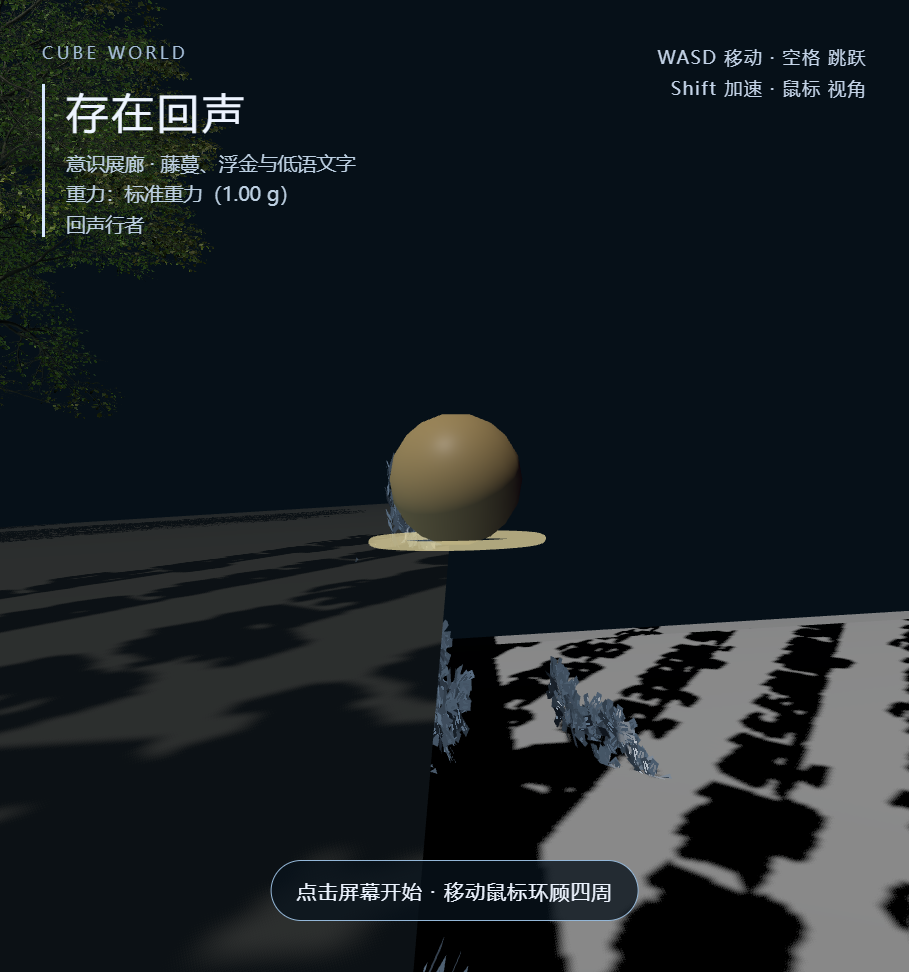 CUBE WORLD
存在回声
意识展廊 · 藤蔓、浮金与低语文字
重力：标准重力（1.00 g）
回声行者
WASD 移动 · 空格 跳跃
Shift 加速 · 鼠标 视角
点击屏幕开始 · 移动鼠标环顾四周